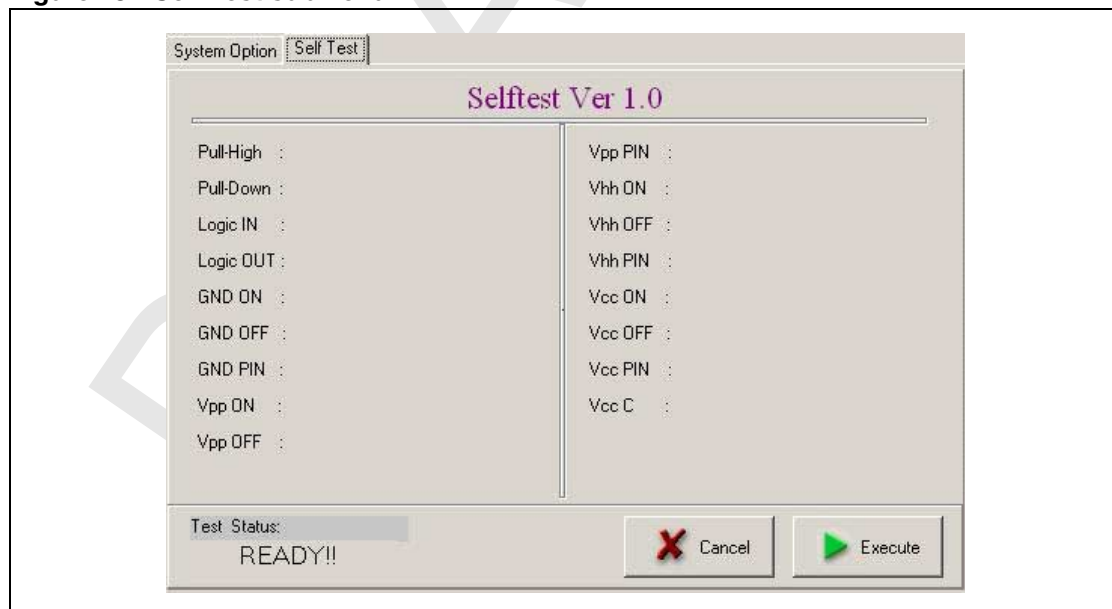 System Option Self Test
Selftest Ver 1.0
Pull-High :
Pull-Down :
Logic IN :
Logic OUT :
GND ON :
GND OFF :
GND PIN :
Vpp ON :
Vpp OFF :
Vpp PIN :
Vhh ON :
Vhh OFF :
Vhh PIN :
Vcc ON :
Vcc OFF :
Vcc PIN :
Vcc C :
Test Status:
READY!!
Cancel
Execute